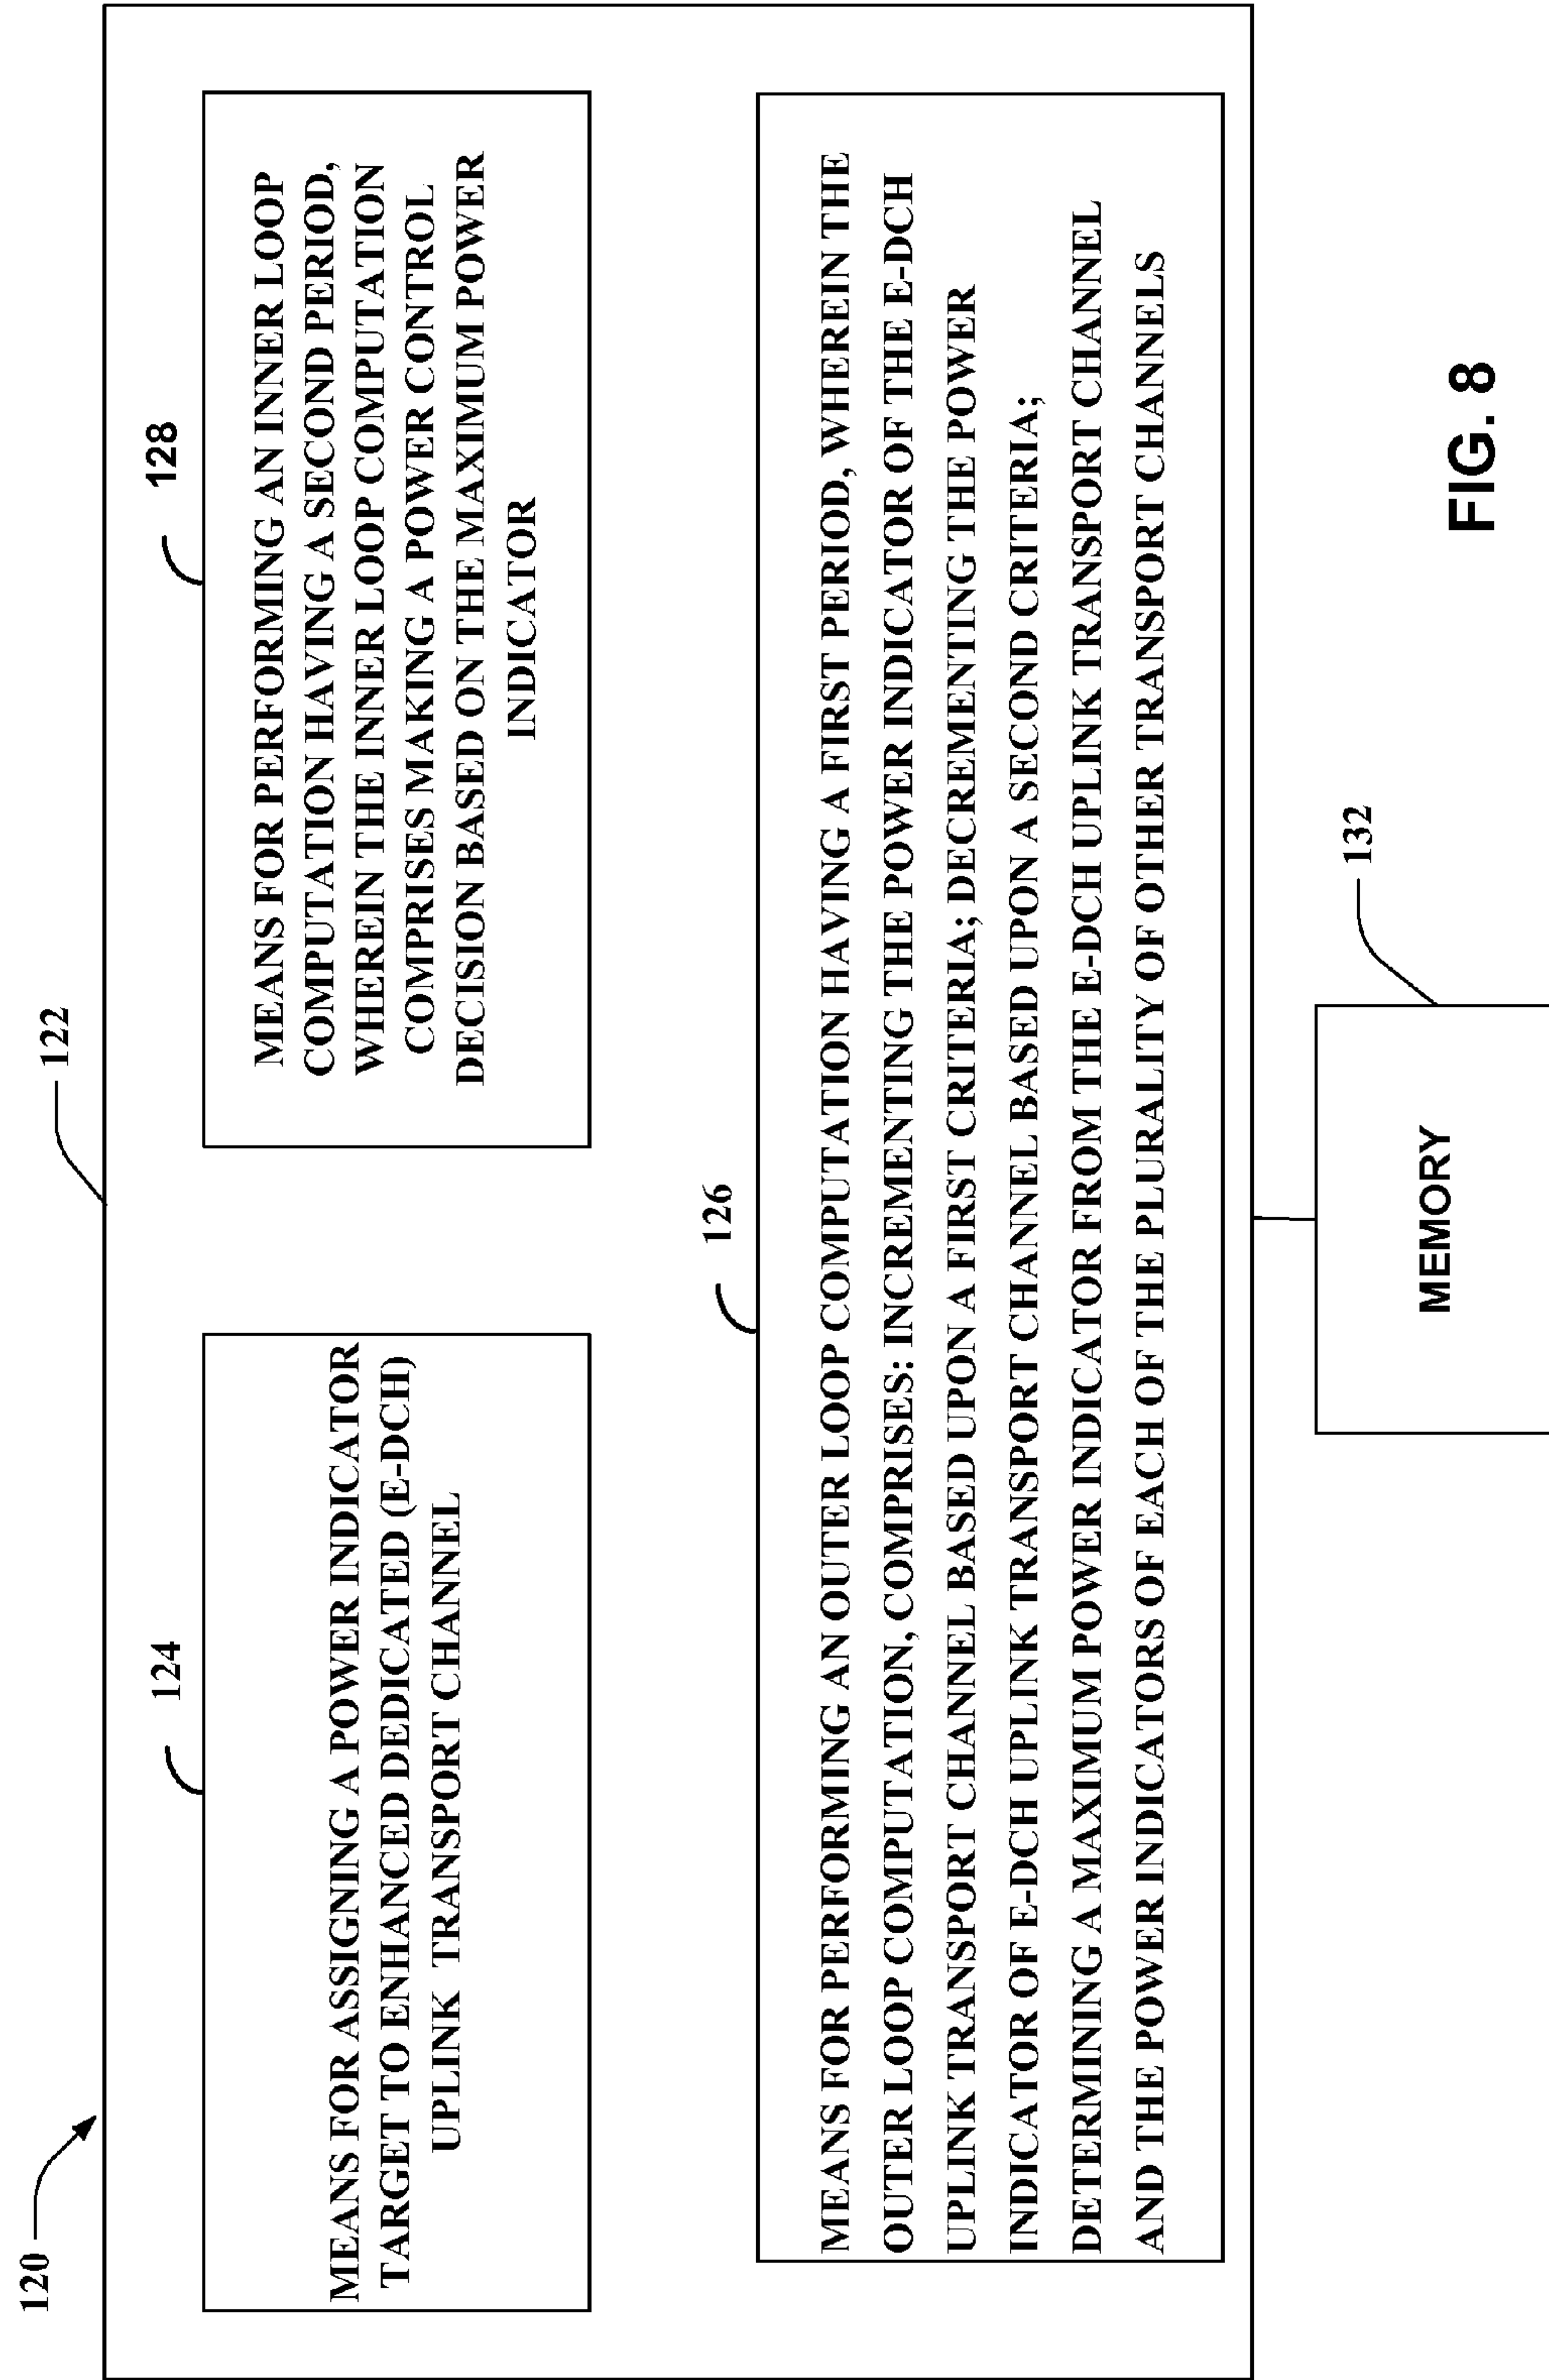 120
122
124
MEANS FOR ASSIGNING A POWER INDICATOR
TARGET TO ENHANCED DEDICATED (E-DCH)
UPLINK TRANSPORT CHANNEL
128
MEANS FOR PERFORMING AN INNER LOOP
COMPUTATION HAVING A SECOND PERIOD,
WHEREIN THE INNER LOOP COMPUTATION
COMPRISES MAKING A POWER CONTROL
DECISION BASED ON THE MAXIMUM POWER
INDICATOR
126
MEANS FOR PERFORMING AN OUTER LOOP COMPUTATION HAVING A FIRST PERIOD, WHEREIN THE
OUTER LOOP COMPUTATION, COMPRISES: INCREMENTING THE POWER INDICATOR OF THE E-DCH
UPLINK TRANSPORT CHANNEL BASED UPON A FIRST CRITERIA; DECREMENTING THE POWER
INDICATOR OF E-DCH UPLINK TRANSPORT CHANNEL BASED UPON A SECOND CRITERIA;
DETERMINING A MAXIMUM POWER INDICATOR FROM THE E-DCH UPLINK TRANSPORT CHANNEL
AND THE POWER INDICATORS OF EACH OF THE PLURALITY OF OTHER TRANSPORT CHANNELS
132
MEMORY
FIG. 8